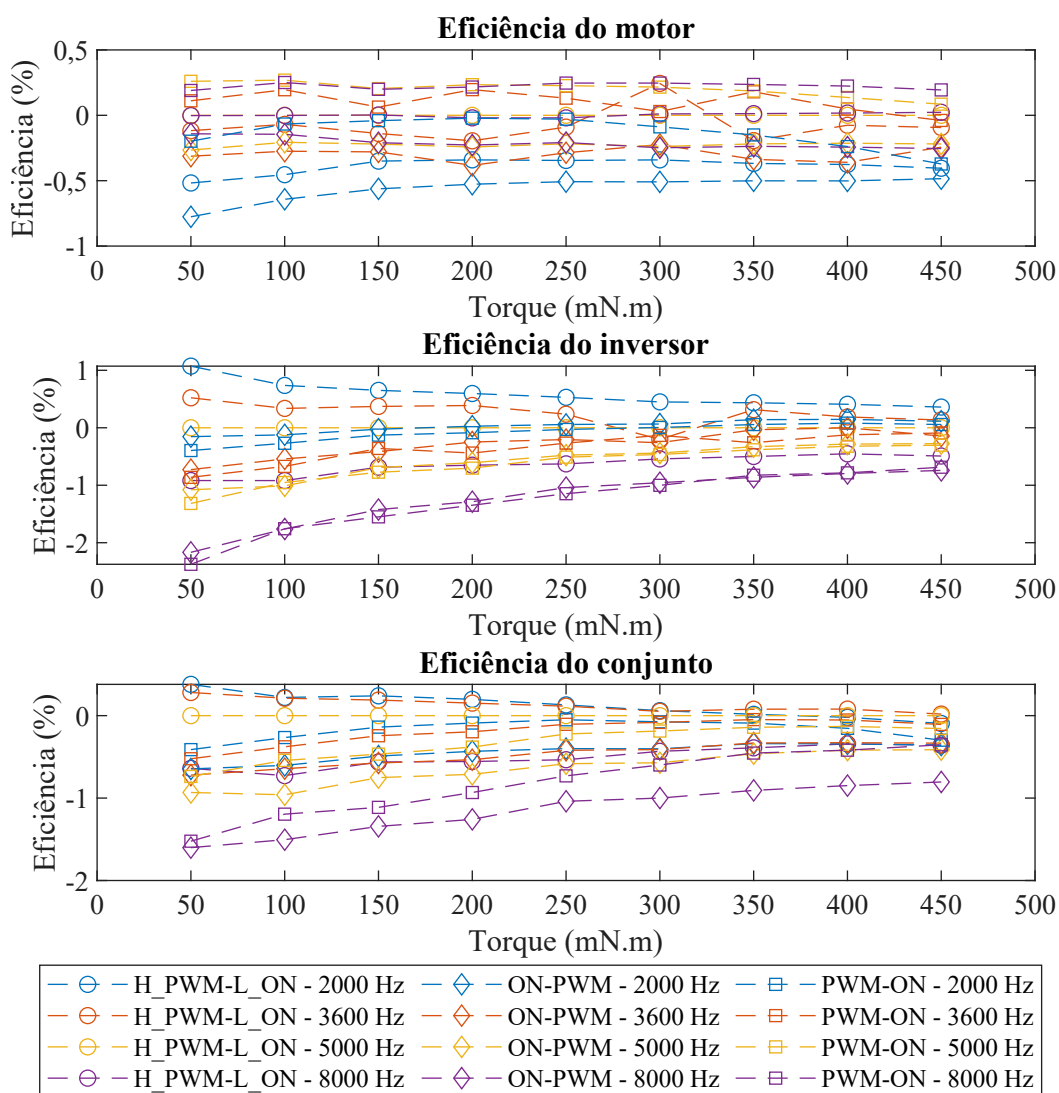 Eficiência do motor
0,5
0
-0,5
-1
Eficiência (%)
0 50 100 150 200 250 300 350 400 450 500
Torque (mN.m)
Eficiência do inversor
1
0
-1
-2
Eficiência (%)
0 50 100 150 200 250 300 350 400 450 500
Torque (mN.m)
Eficiência do conjunto
0
-1
-2
Eficiência (%)
0 50 100 150 200 250 300 350 400 450 500
Torque (mN.m)
H_PWM-L_ON - 2000 Hz ON-PWM - 2000 Hz PWM-ON - 2000 Hz
H_PWM-L_ON - 3600 Hz ON-PWM - 3600 Hz PWM-ON - 3600 Hz
H_PWM-L_ON - 5000 Hz ON-PWM - 5000 Hz PWM-ON - 5000 Hz
H_PWM-L_ON - 8000 Hz ON-PWM - 8000 Hz PWM-ON - 8000 Hz